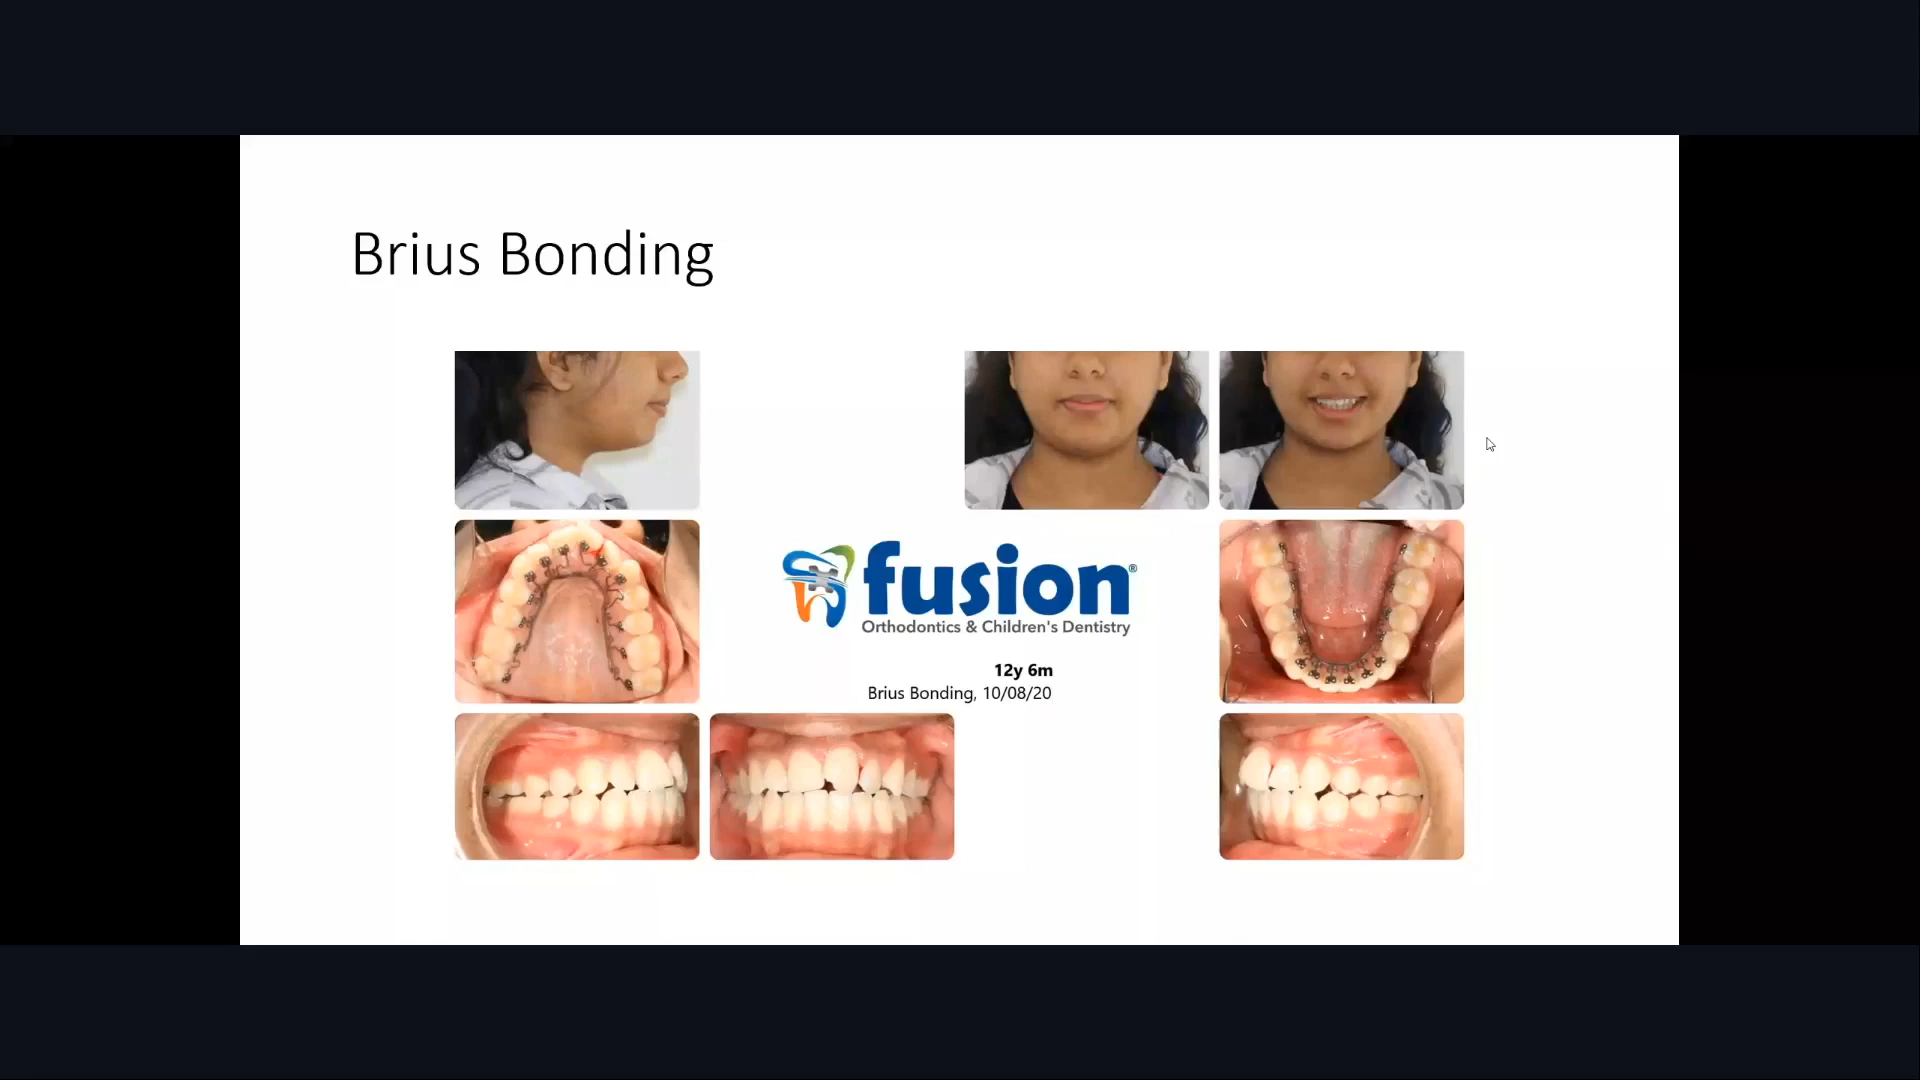 Brius Bonding
fusion®
Orthodontics & Children's Dentistry
12y 6m
Brius Bonding, 10/08/20